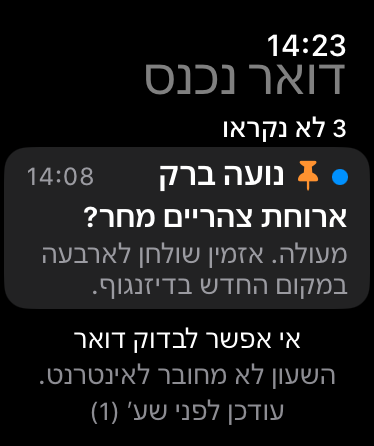 14:23
דואר נכנס
3 לא נקראו
נועה ברק 14:08
ארוחת צהריים מחר?
מעולה. אזמין שולחן לארבעה
במקום החדש בדיזנגוף.
אי אפשר לבדוק דואר
השעון לא מחובר לאינטרנט.
עודכן לפני שע׳ (1)